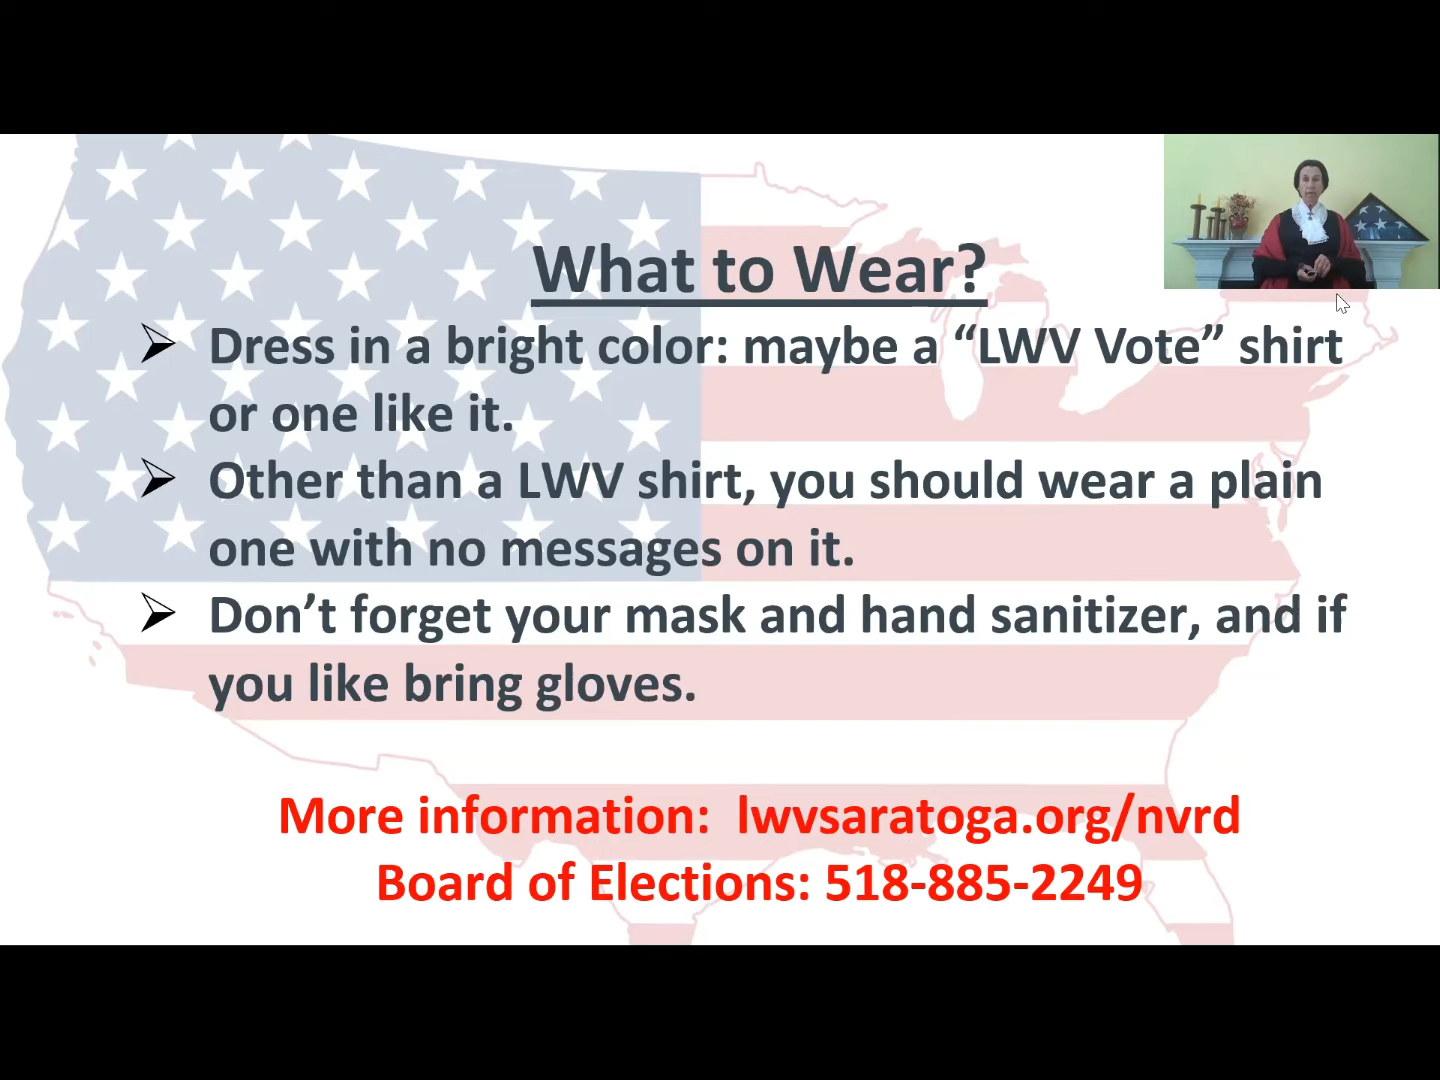 What to Wear?
Dress in a bright color: maybe a “LWV Vote” shirt
or one like it.
Other than a LWV shirt, you should wear a plain
one with no messages on it.
Don’t forget your mask and hand sanitizer, and if
you like bring gloves.
More information: lwvsaratoga.org/nvrd
Board of Elections: 518-885-2249